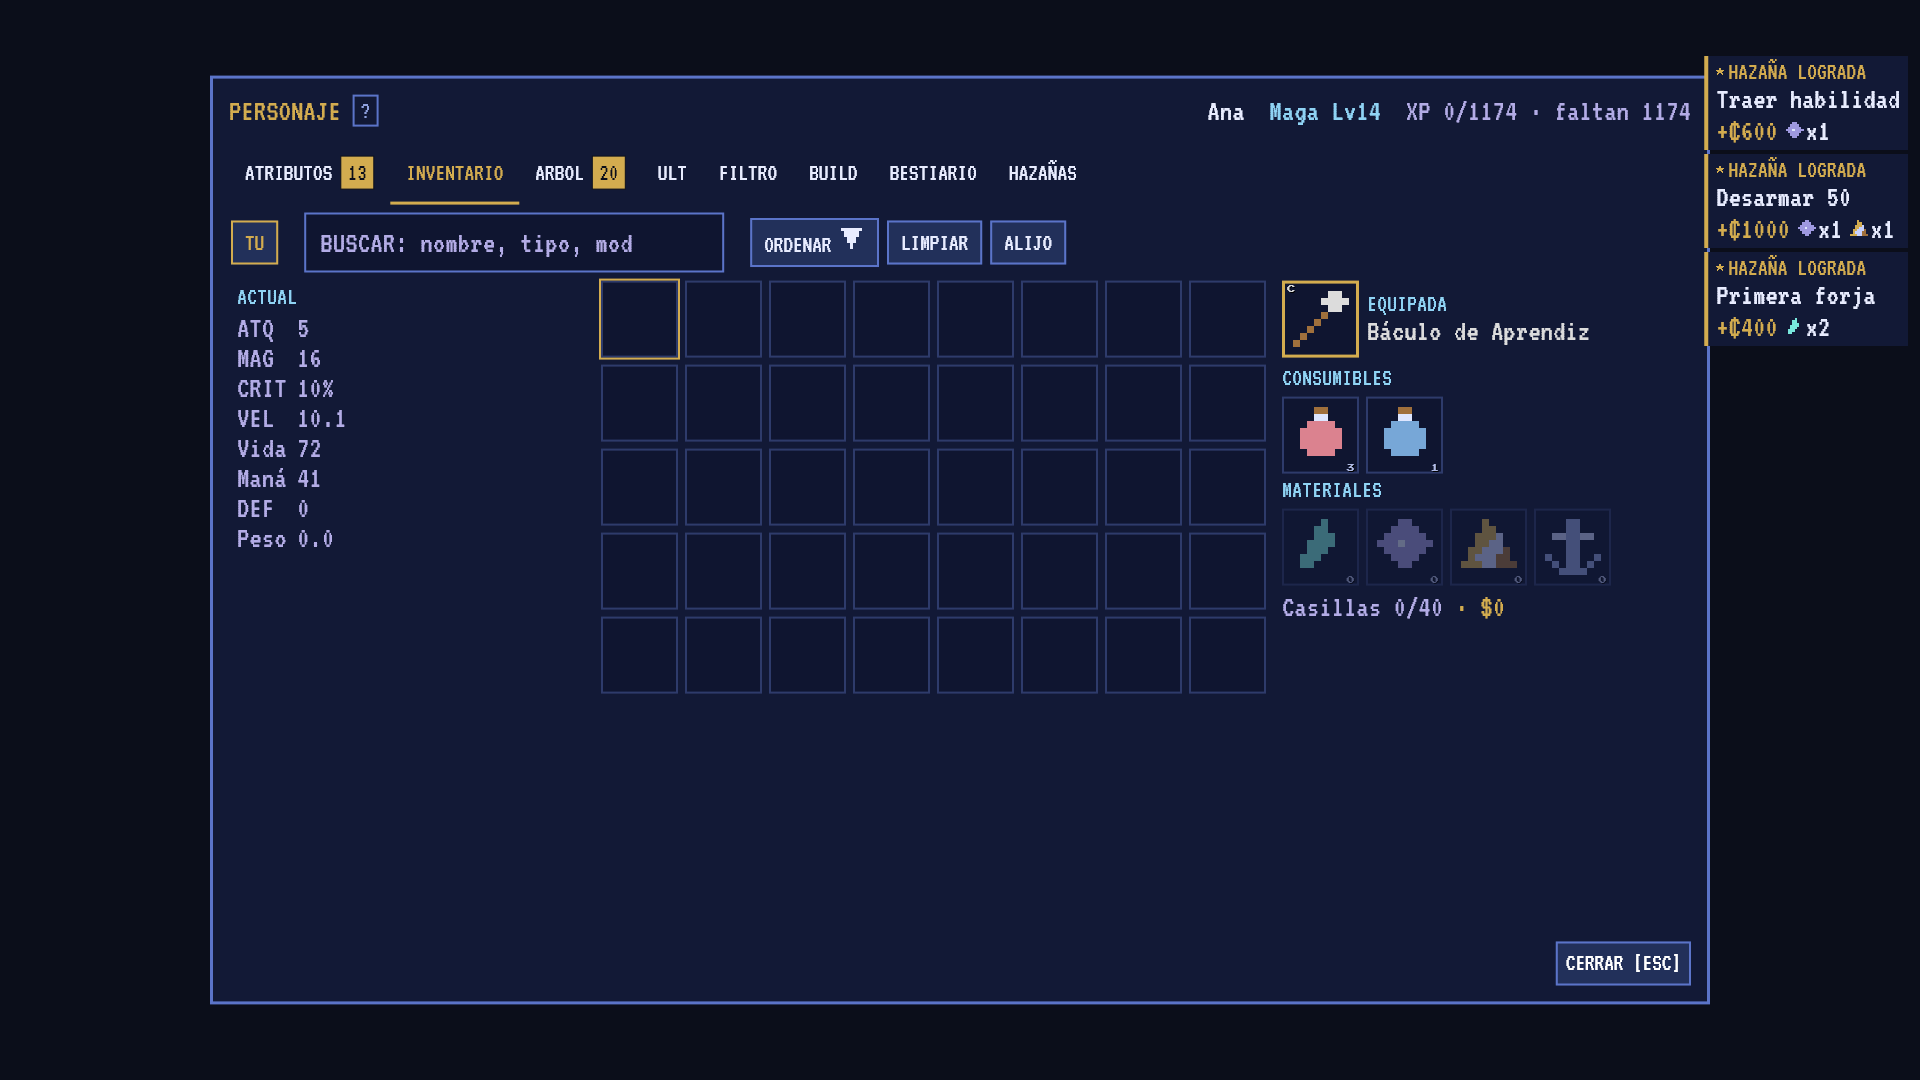 PERSONAJE ?
Ana Maga Lv14 XP 0/1174 · faltan 1174
ATRIBUTOS 13 INVENTARIO ARBOL 20 ULT FILTRO BUILD BESTIARIO HAZAÑAS
TU BUSCAR: nombre, tipo, mod ORDENAR LIMPIAR ALIJO
ACTUAL
ATQ 5
MAG 16
CRIT 10%
VEL 10.1
Vida 72
Maná 41
DEF 0
Peso 0.0
C
EQUIPADA
Báculo de Aprendiz
CONSUMIBLES
3 1
MATERIALES
0 0 0 0
Casillas 0/40 · $0
CERRAR [ESC]
*HAZAÑA LOGRADA
Traer habilidad
+₡600 x1
*HAZAÑA LOGRADA
Desarmar 50
+₡1000 x1 x1
*HAZAÑA LOGRADA
Primera forja
+₡400 x2